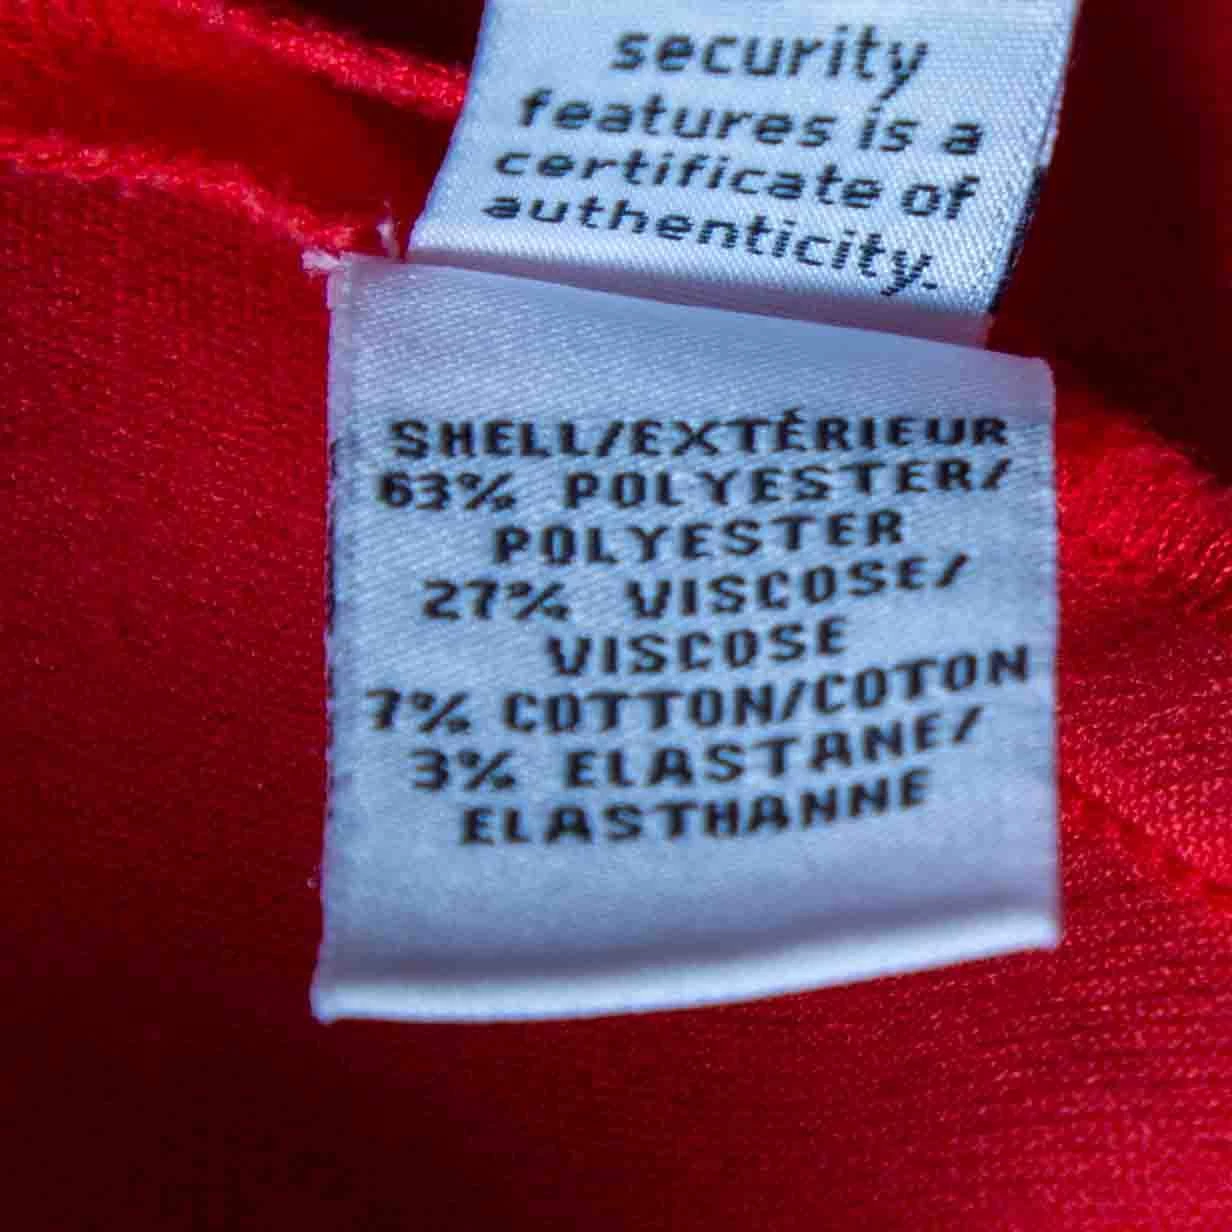 security
features is a
certificate of
authenticity.
SHELL/EXTÉRIEUR
63% POLYESTER/
POLYESTER
27% VISCOSE/
VISCOSE
7% COTTON/COTON
3% ELASTANE/
ELASTHANNE